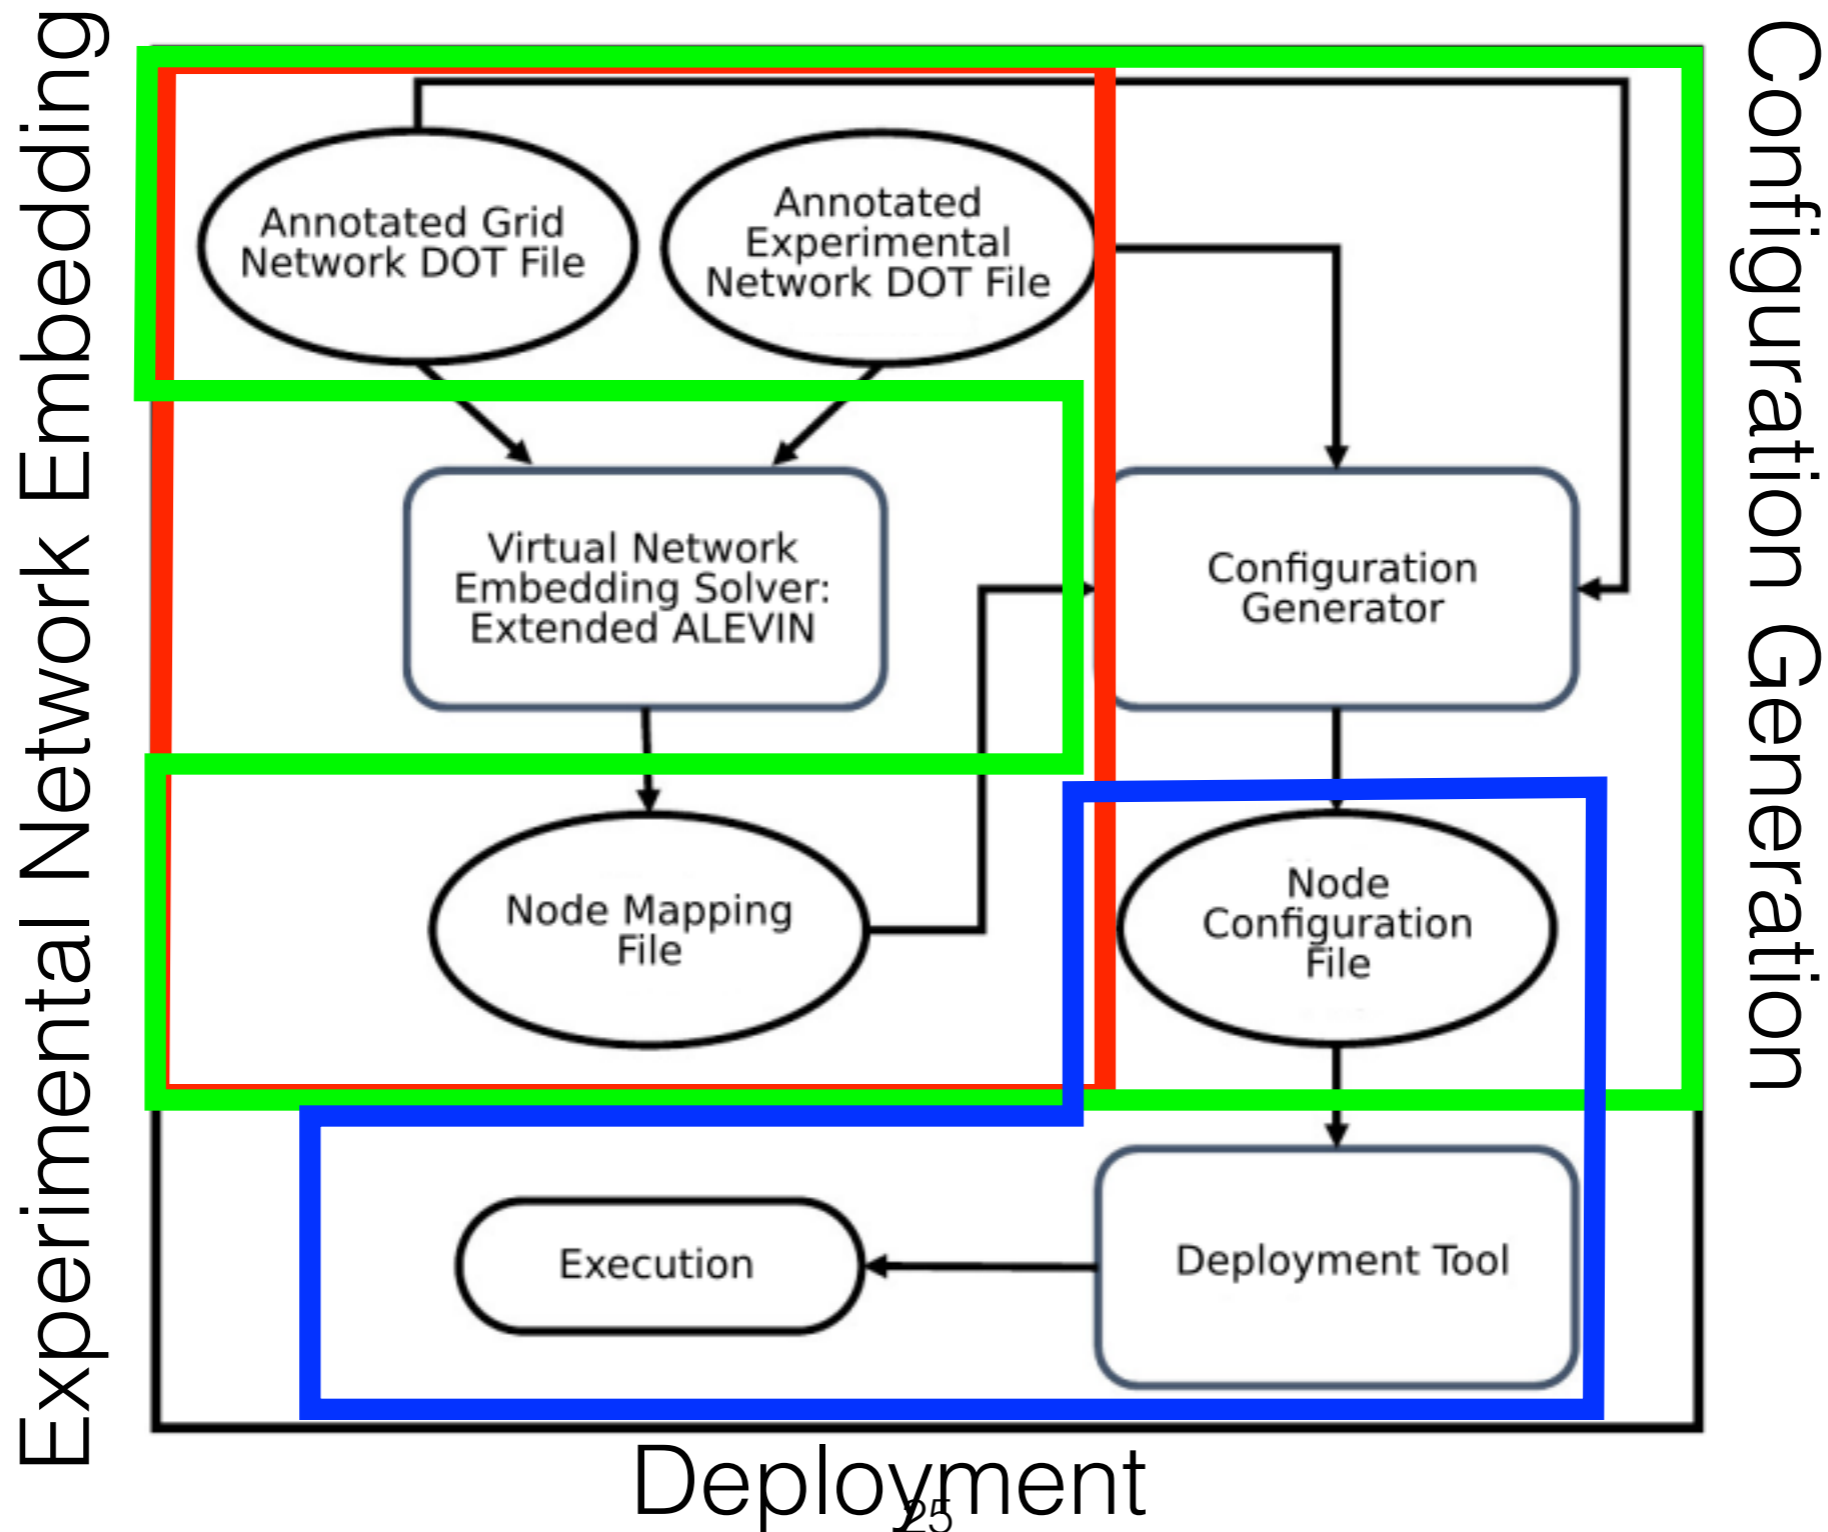 Experimental Network Embedding
Configuration Generation
Annotated Grid
Network DOT File
Annotated
Experimental
Network DOT File
Virtual Network
Embedding Solver:
Extended ALEVIN
Configuration
Generator
Node Mapping
File
Node
Configuration
File
Execution
Deployment Tool
Deployment
25